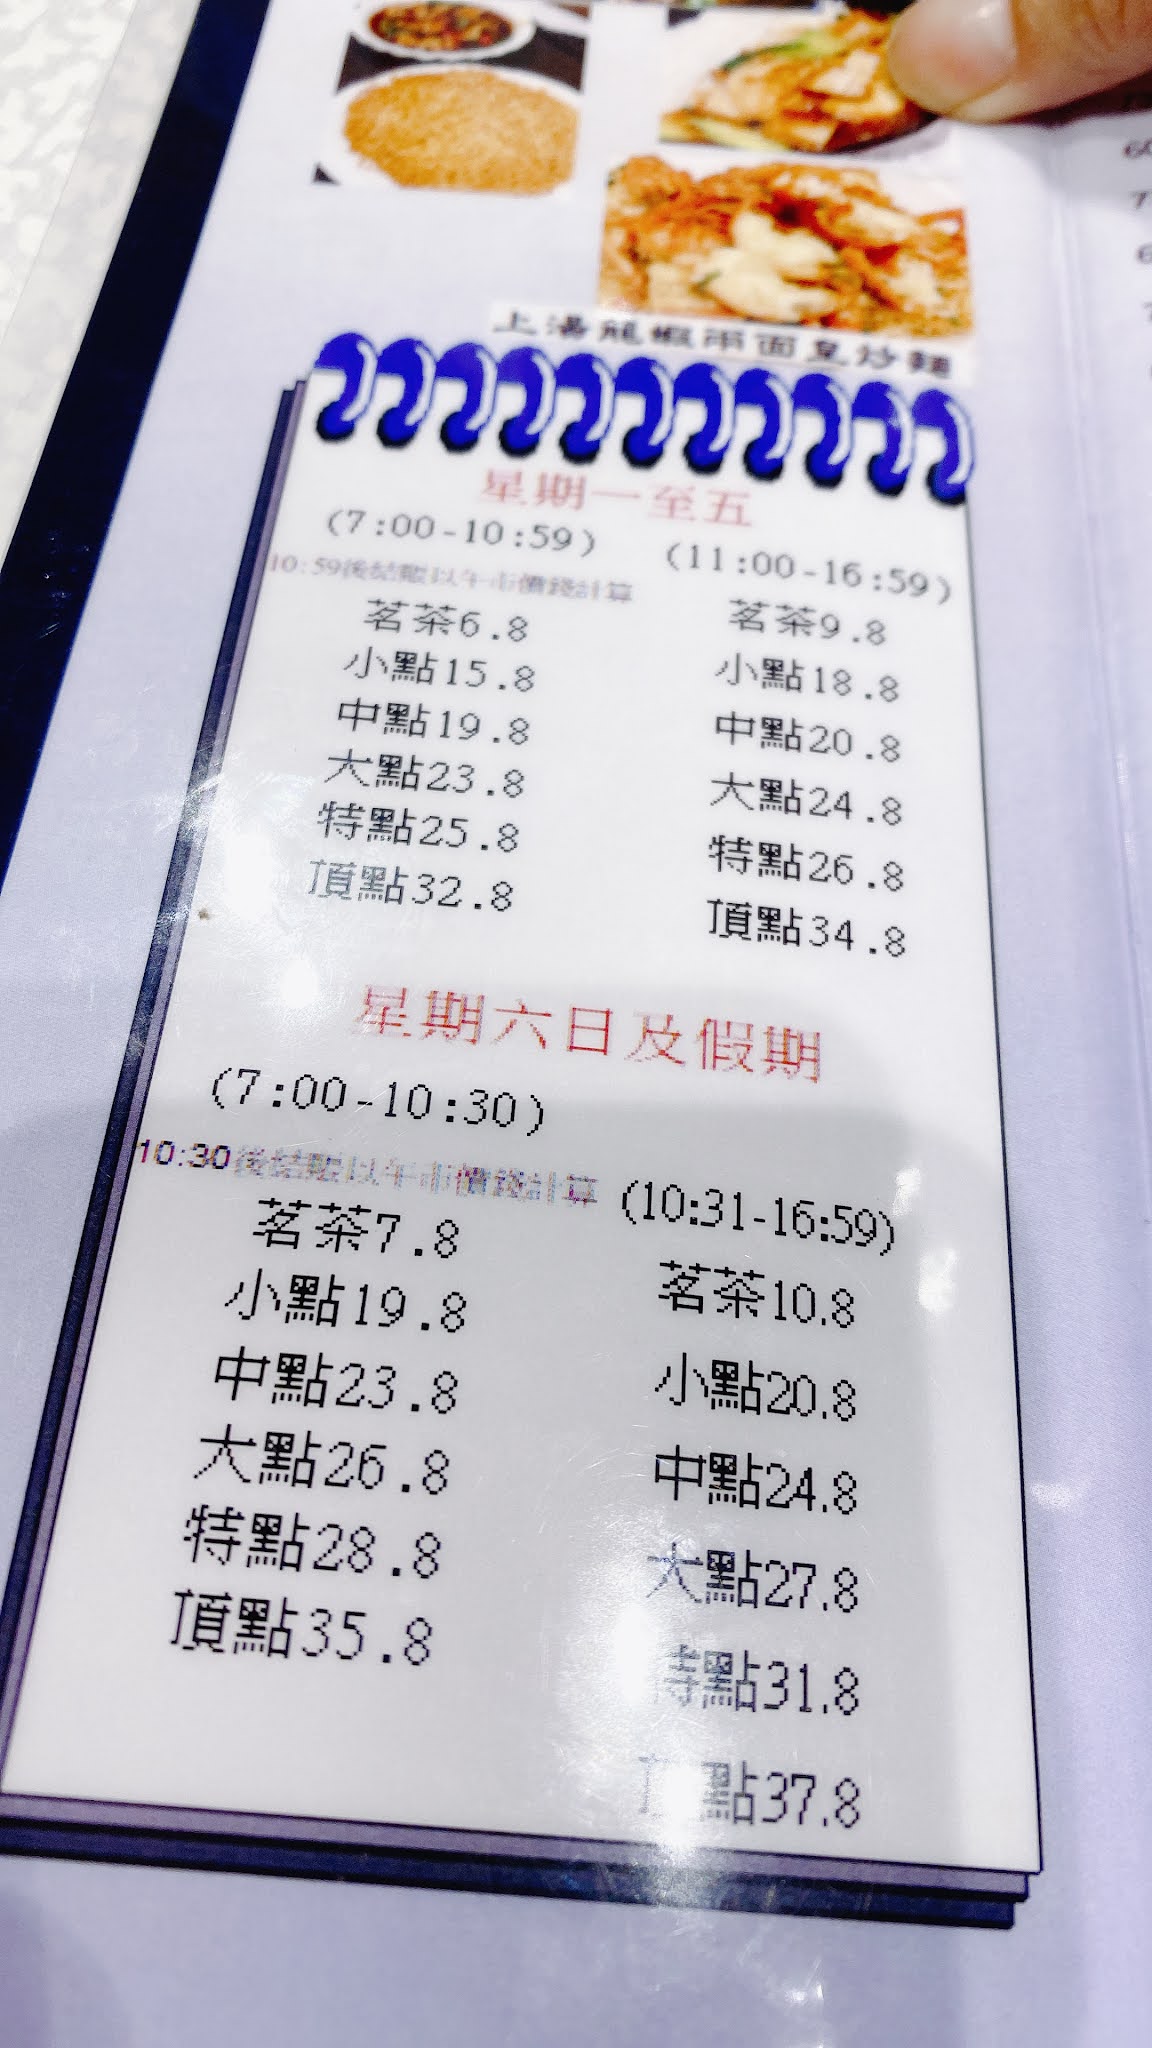 上湯龍蝦兩面皇炒麵
星期一至五
(7:00-10:59)
10:59後結賬以午市價錢計算
茗茶6.8
小點15.8
中點19.8
大點23.8
特點25.8
頂點32.8
(11:00-16:59)
茗茶9.8
小點18.8
中點20.8
大點24.8
特點26.8
頂點34.8
星期六日及假期
(7:00-10:30)
10:30後結賬以午市價錢計算
茗茶7.8
小點19.8
中點23.8
大點26.8
特點28.8
頂點35.8
(10:31-16:59)
茗茶10.8
小點20.8
中點24.8
大點27.8
特點31.8
頂點37.8